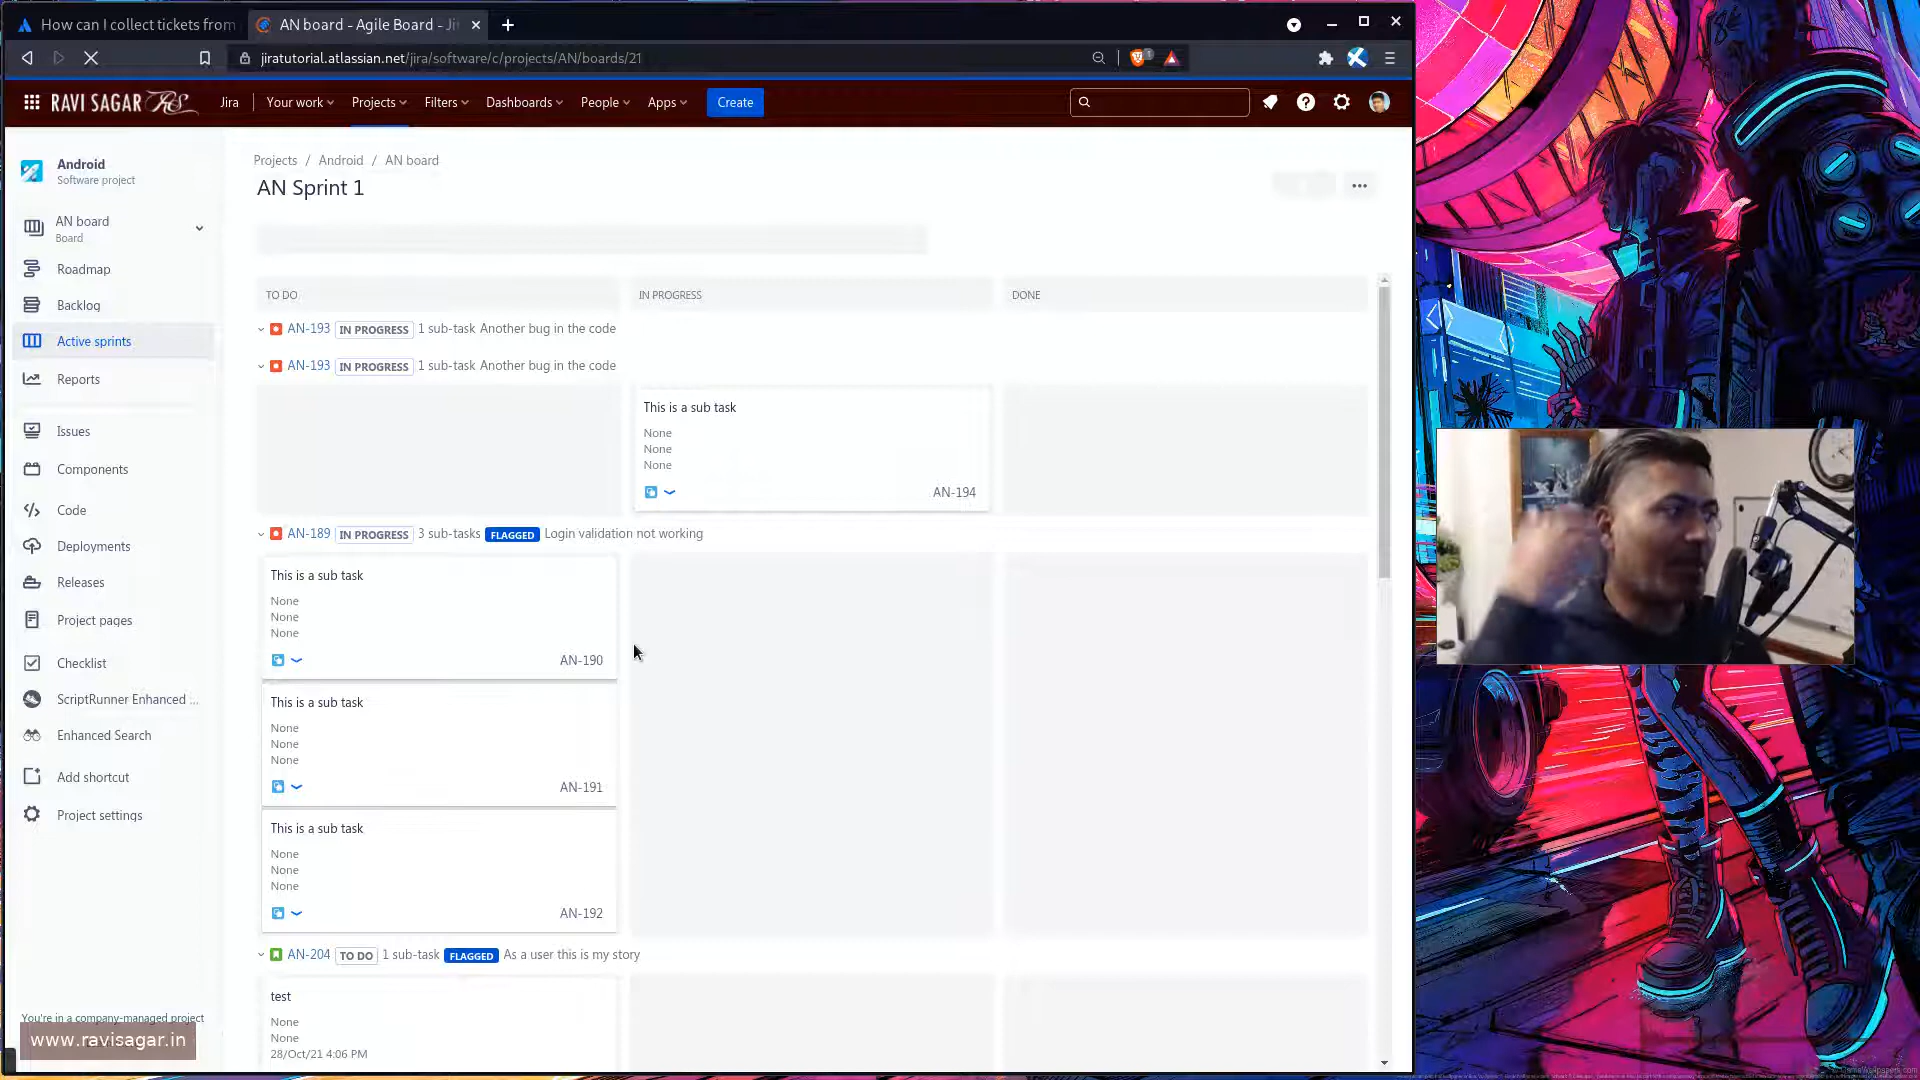 How can I collect tickets from
AN board - Agile Board - Ji
jiratutorial.atlassian.net/jira/software/c/projects/AN/boards/21
RAVI SAGAR RS
Jira
Your work
Projects
Filters
Dashboards
People
Apps
Create
Android
Software project
AN board
Board
Roadmap
Backlog
Active sprints
Reports
Issues
Components
Code
Deployments
Releases
Project pages
Checklist
ScriptRunner Enhanced ...
Enhanced Search
Add shortcut
Project settings
You're in a company-managed project
www.ravisagar.in
Projects / Android / AN board
AN Sprint 1
TO DO
IN PROGRESS
DONE
AN-193 IN PROGRESS 1 sub-task Another bug in the code
AN-193 IN PROGRESS 1 sub-task Another bug in the code
This is a sub task
None
None
None
AN-194
AN-189 IN PROGRESS 3 sub-tasks FLAGGED Login validation not working
This is a sub task
None
None
None
AN-190
This is a sub task
None
None
None
AN-191
This is a sub task
None
None
None
AN-192
AN-204 TO DO 1 sub-task FLAGGED As a user this is my story
test
None
None
28/Oct/21 4:06 PM